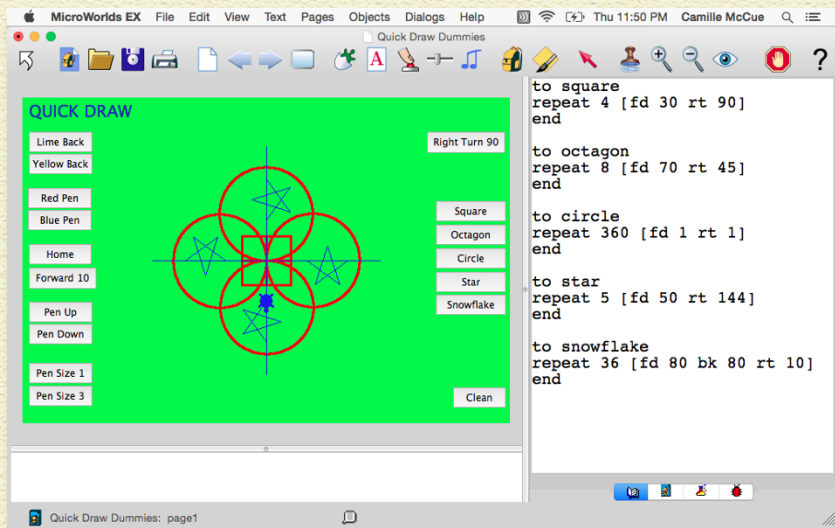 MicroWorlds EX File Edit View Text Pages Objects Dialogs Help Thu 11:50 PM Camille McCue
Quick Draw Dummies
A ?
QUICK DRAW
Lime Back
Yellow Back
Red Pen
Blue Pen
Home
Forward 10
Pen Up
Pen Down
Pen Size 1
Pen Size 3
Right Turn 90
Square
Octagon
Circle
Star
Snowflake
Clean
to square
repeat 4 [fd 30 rt 90]
end
to octagon
repeat 8 [fd 70 rt 45]
end
to circle
repeat 360 [fd 1 rt 1]
end
to star
repeat 5 [fd 50 rt 144]
end
to snowflake
repeat 36 [fd 80 bk 80 rt 10]
end
Quick Draw Dummies: page1